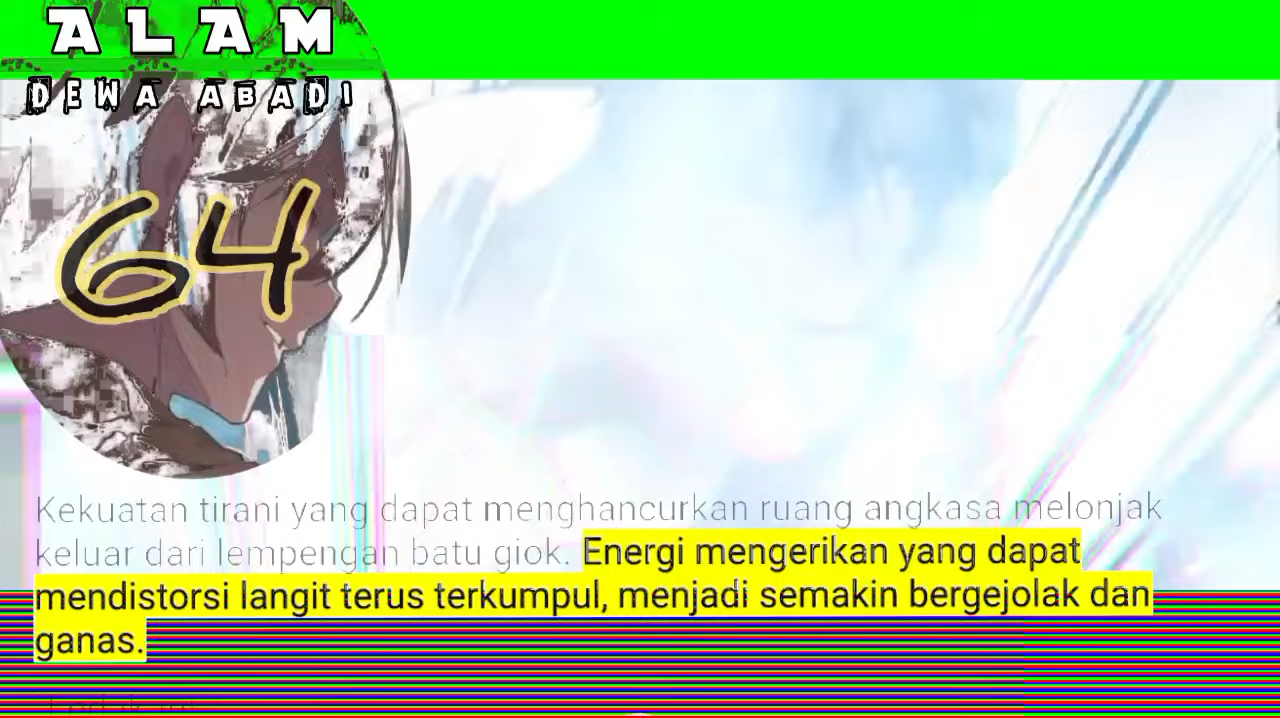 ALAM
DEWA ABADI
64
Kekuatan tirani yang dapat menghancurkan ruang angkasa melonjak
keluar dari lempengan batu giok. Energi mengerikan yang dapat
mendistorsi langit terus terkumpul, menjadi semakin bergejolak dan
ganas.